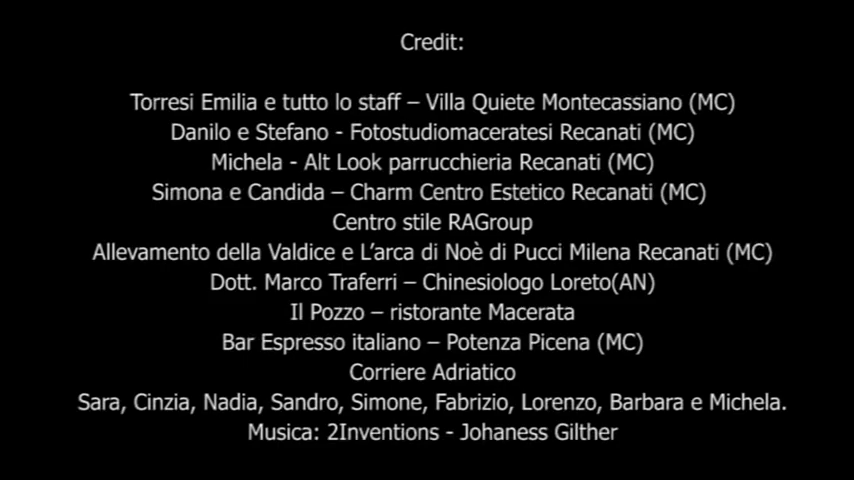 Credit:
Torresi Emilia e tutto lo staff – Villa Quiete Montecassiano (MC)
Danilo e Stefano - Fotostudiomaceratesi Recanati (MC)
Michela - Alt Look parrucchieria Recanati (MC)
Simona e Candida – Charm Centro Estetico Recanati (MC)
Centro stile RAGroup
Allevamento della Valdice e L’arca di Noè di Pucci Milena Recanati (MC)
Dott. Marco Traferri – Chinesiologo Loreto(AN)
Il Pozzo – ristorante Macerata
Bar Espresso italiano – Potenza Picena (MC)
Corriere Adriatico
Sara, Cinzia, Nadia, Sandro, Simone, Fabrizio, Lorenzo, Barbara e Michela.
Musica: 2Inventions - Johaness Gilther